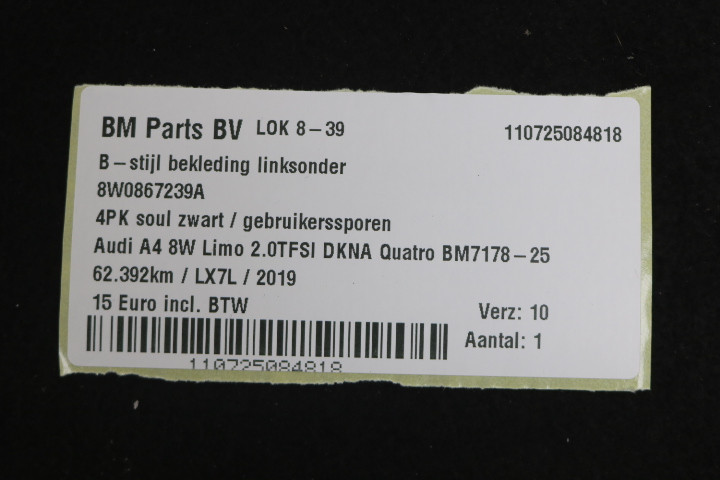 BM Parts BV LOK 8-39 110725084818
B-stijl bekleding linksonder
8W0867239A
4PK soul zwart / gebruikerssporen
Audi A4 8W Limo 2.0TFSI DKNA Quatro BM7178-25
62.392km / LX7L / 2019
15 Euro incl. BTW
Verz: 10
Aantal: 1
110725084818